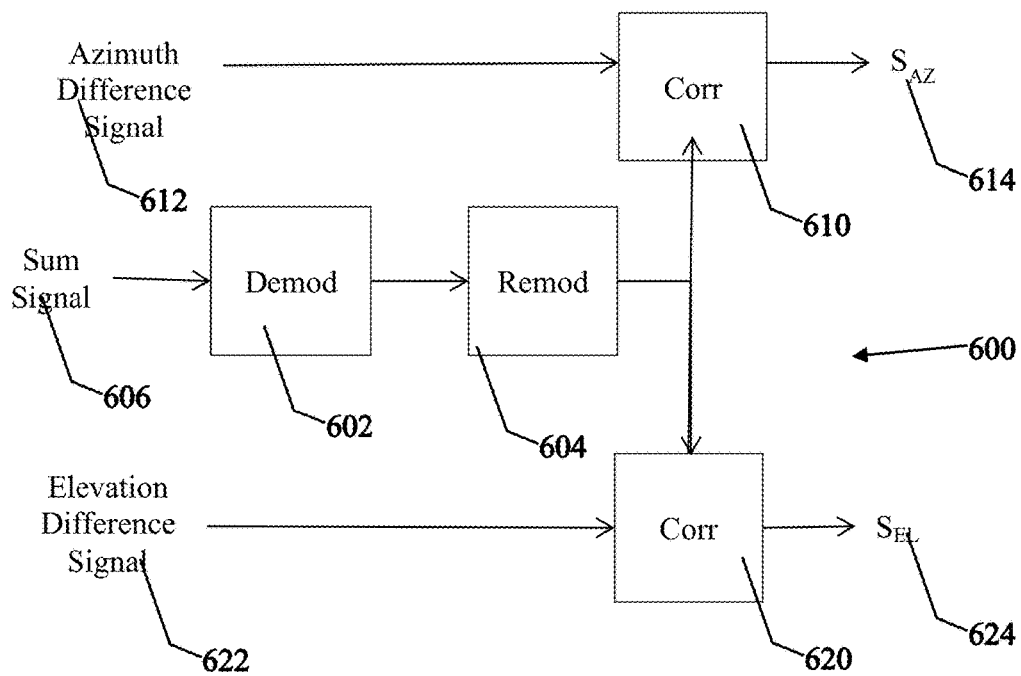 Azimuth
Difference
Signal
612
Corr
610
S_AZ
614
Sum
Signal
606
Demod
602
Remod
604
600
Elevation
Difference
Signal
622
Corr
620
S_EL
624